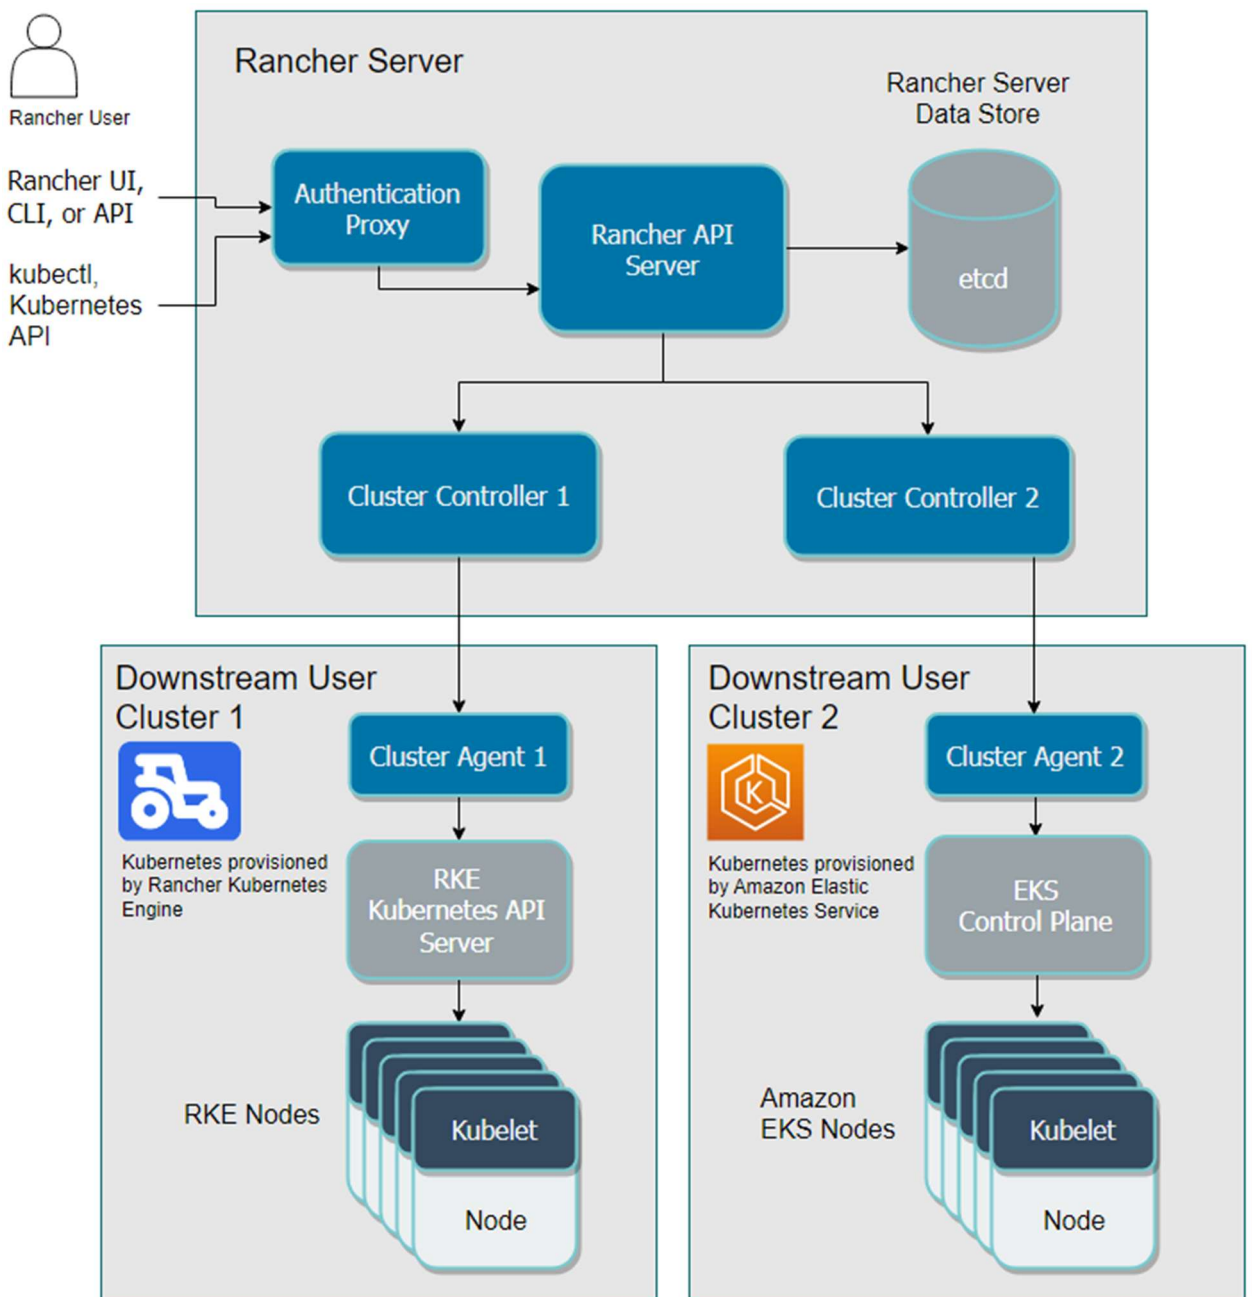 Rancher User
Rancher UI,
CLI, or API
kubectl,
Kubernetes
API
Rancher Server
Authentication
Proxy
Rancher API
Server
Rancher Server
Data Store
etcd
Cluster Controller 1
Cluster Controller 2
Downstream User
Cluster 1
Cluster Agent 1
Kubernetes provisioned
by Rancher Kubernetes
Engine
RKE
Kubernetes API
Server
RKE Nodes
Kubelet
Node
Downstream User
Cluster 2
Cluster Agent 2
K
Kubernetes provisioned
by Amazon Elastic
Kubernetes Service
EKS
Control Plane
Amazon
EKS Nodes
Kubelet
Node